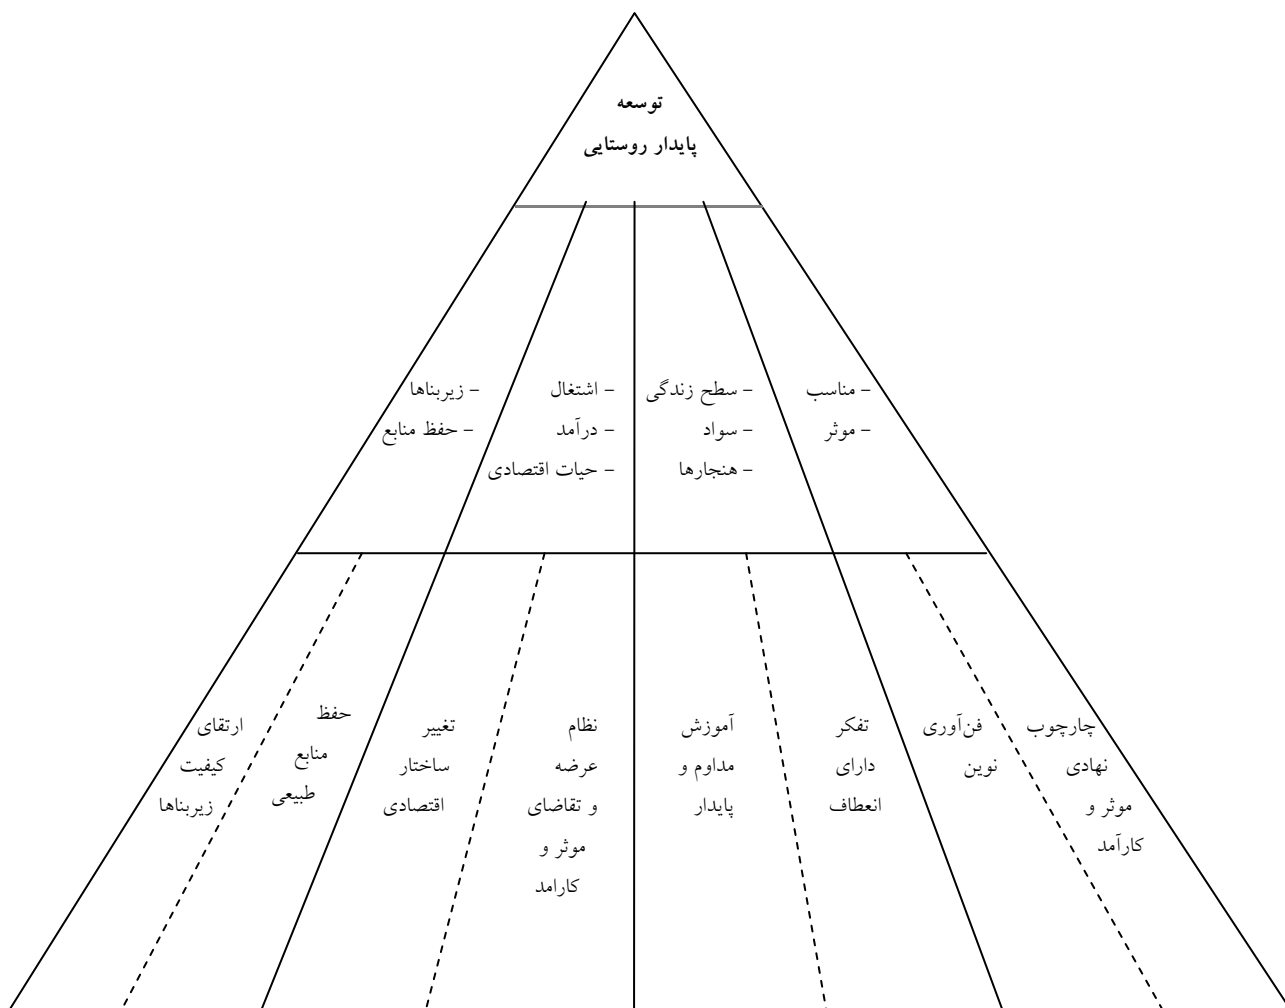 توسعه
پایدار روستایی
– مناسب
– موثر
– سطح زندگی
– سواد
– هنجارها
– اشتغال
– درآمد
– حیات اقتصادی
– زیربناها
– حفظ منابع
چارچوب
نهادی
موثر و
کارآمد
فن‌آوری
نوین
تفکر
دارای
انعطاف
آموزش
مداوم و
پایدار
نظام
عرضه
و تقاضای
موثر و
کارامد
تغییر
ساختار
اقتصادی
حفظ
منابع
طبیعی
ارتقای
کیفیت
زیربناها